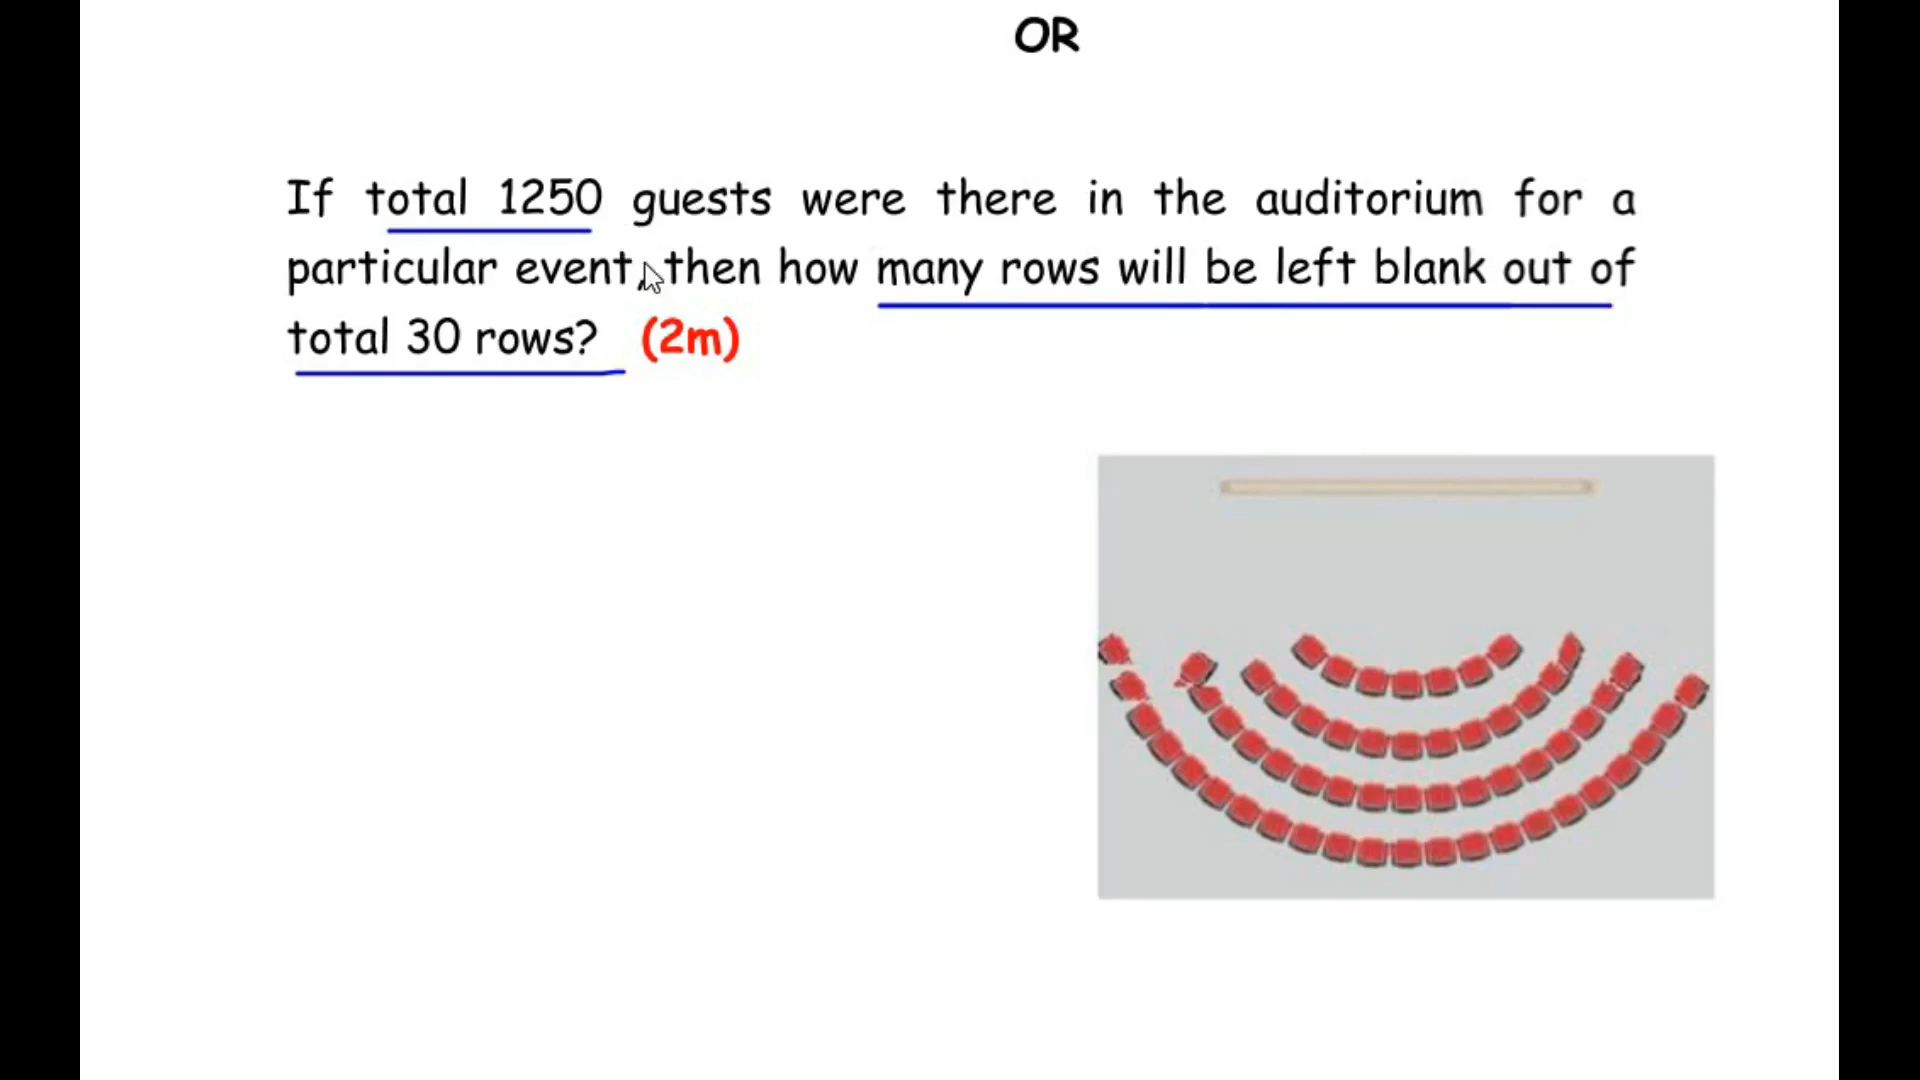 OR
If total 1250 guests were there in the auditorium for a
particular event, then how many rows will be left blank out of
total 30 rows? (2m)